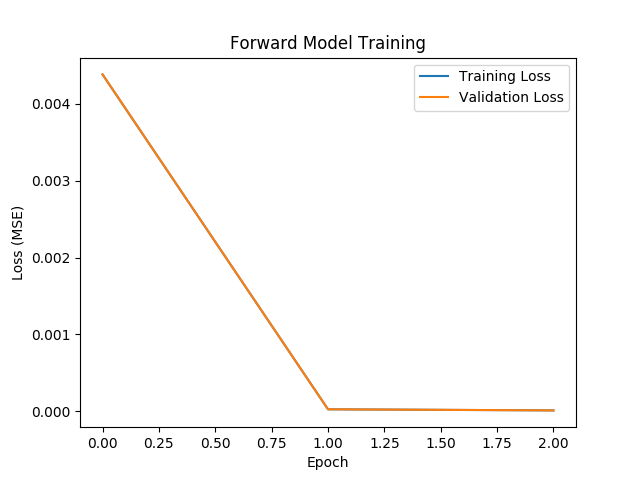 Forward Model Training
Training Loss
Validation Loss
0.004
0.003
0.002
0.001
0.000
Loss (MSE)
0.00 0.25 0.50 0.75 1.00 1.25 1.50 1.75 2.00
Epoch